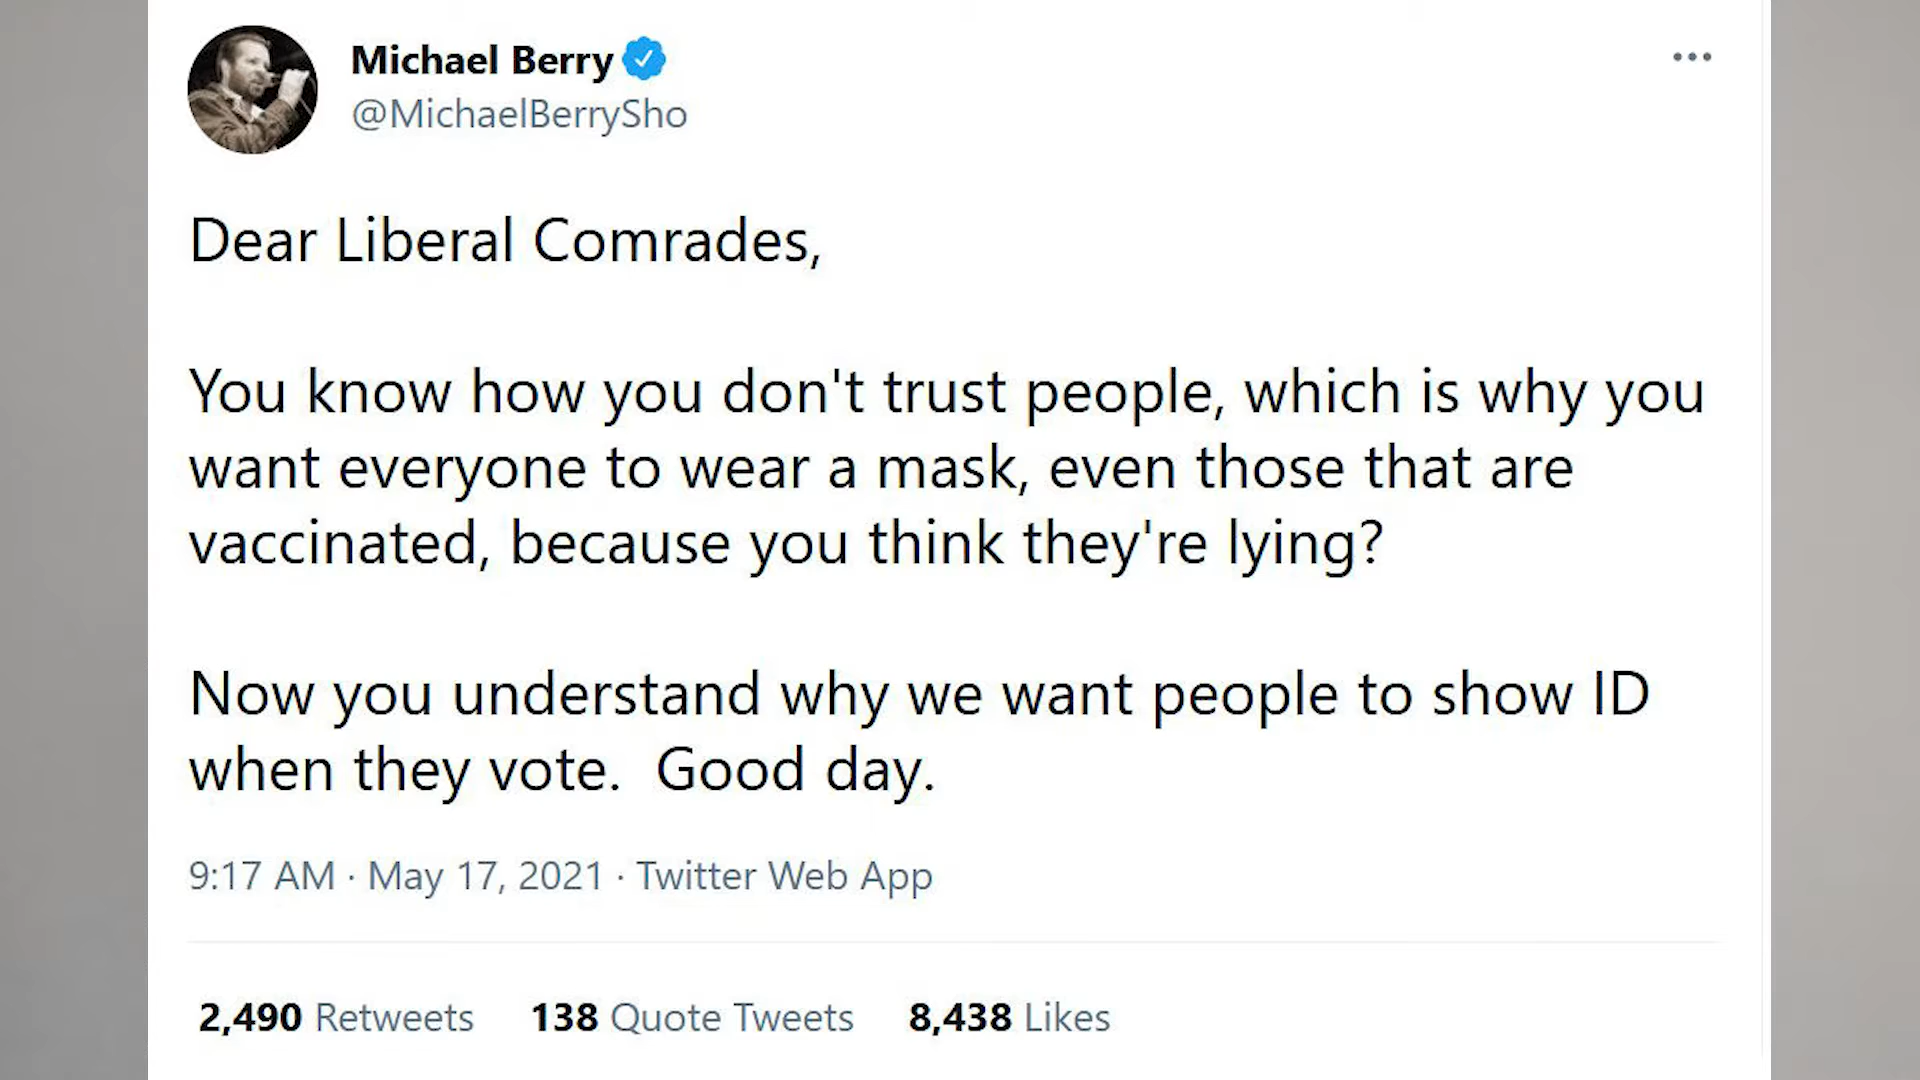 Michael Berry
@MichaelBerrySho
Dear Liberal Comrades,
You know how you don't trust people, which is why you
want everyone to wear a mask, even those that are
vaccinated, because you think they're lying?
Now you understand why we want people to show ID
when they vote.  Good day.
9:17 AM · May 17, 2021 · Twitter Web App
2,490 Retweets 138 Quote Tweets 8,438 Likes